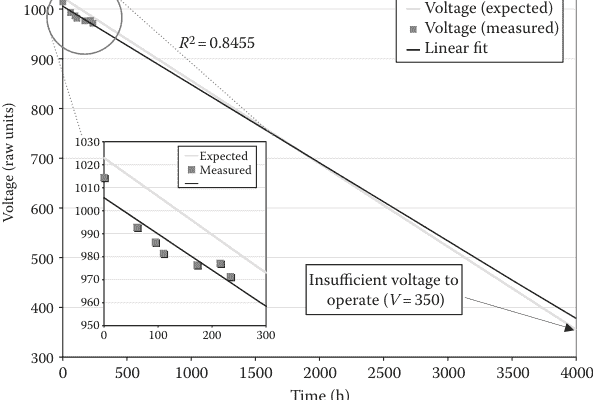 1000
900
800
700
600
500
400
300
Voltage (raw units)
Voltage (expected)
Voltage (measured)
Linear fit
R² = 0.8455
1030
1020
1010
1000
990
980
970
960
950
Expected
Measured
0 100 200 300
Insufficient voltage to
operate (V = 350)
0 500 1000 1500 2000 2500 3000 3500 4000
Time (h)